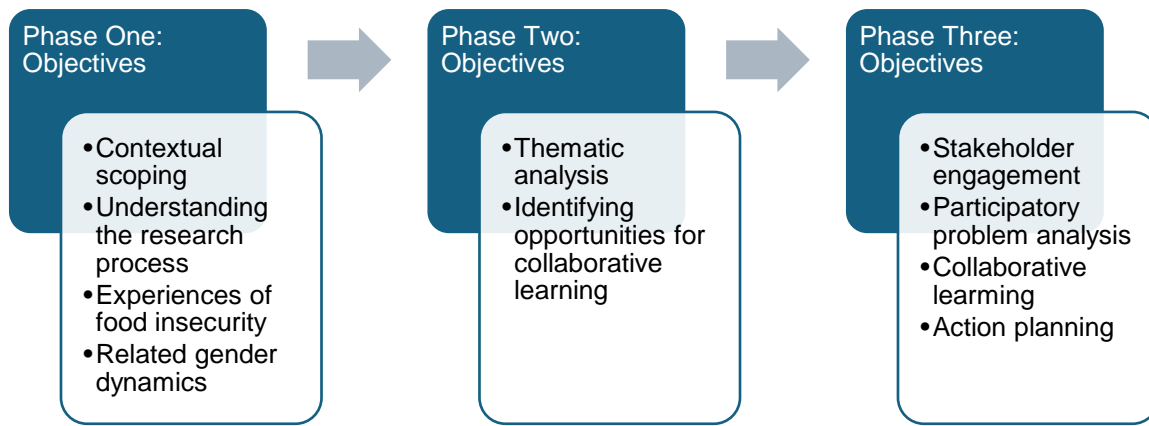 Phase One:
Objectives
•Contextual
scoping
•Understanding
the research
process
•Experiences of
food insecurity
•Related gender
dynamics
Phase Two:
Objectives
•Thematic
analysis
•Identifying
opportunities for
collaborative
learning
Phase Three:
Objectives
•Stakeholder
engagement
•Participatory
problem analysis
•Collaborative
learming
•Action planning